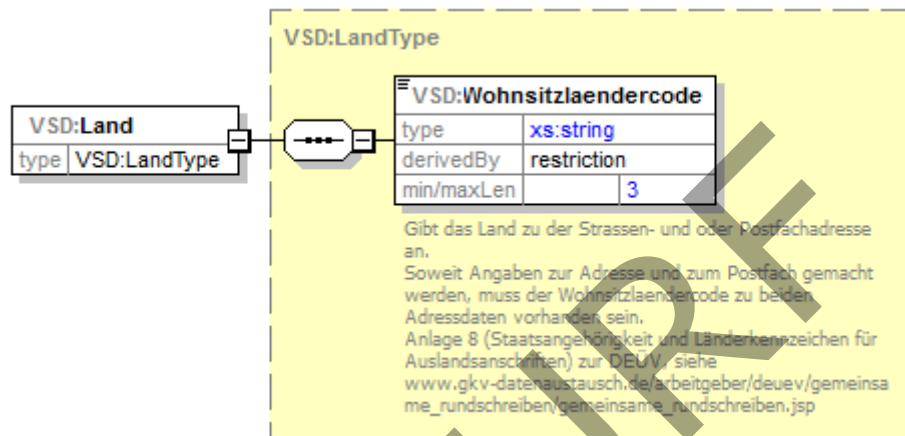 VSD:LandType
VSD:Land
type VSD:LandType
VSD:Wohnsitzlaendercode
type xs:string
derivedBy restriction
min/maxLen 3
Gibt das Land zu der Strassen- und oder Postfachadresse
an.
Soweit Angaben zur Adresse und zum Postfach gemacht
werden, muss der Wohnsitzlaendercode zu beiden
Adressdaten vorhanden sein.
Anlage 8 (Staatsangehörigkeit und Länderkennzeichen für
Auslandsanschriften) zur DEÜV, siehe
www.gkv-datenaustausch.de/arbeitgeber/deuev/gemeinsa
me_rundschreiben/gemeinsame_rundschreiben.jsp
URF